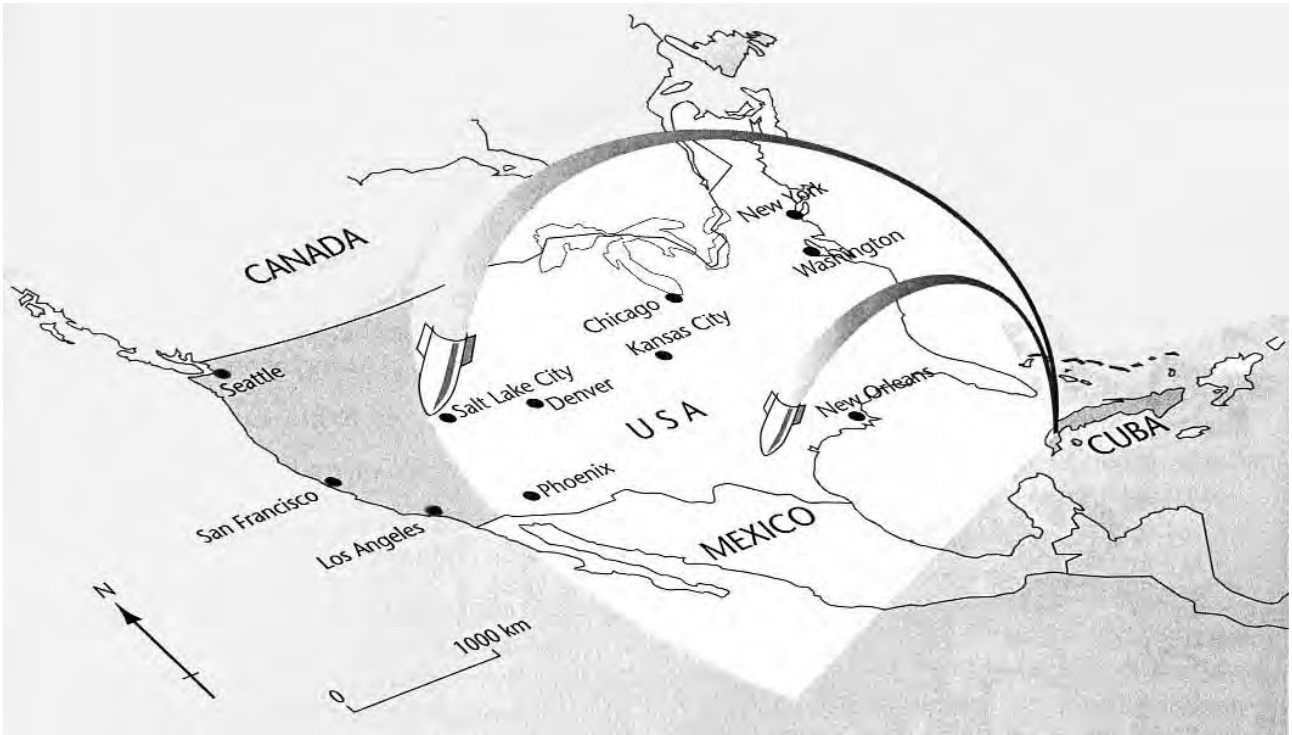 New York
Washington
CANADA
Chicago
Kansas City
Seattle
Salt Lake City
Denver
New Orleans
USA
CUBA
Phoenix
San Francisco
Los Angeles
MEXICO
N
1000 km
0